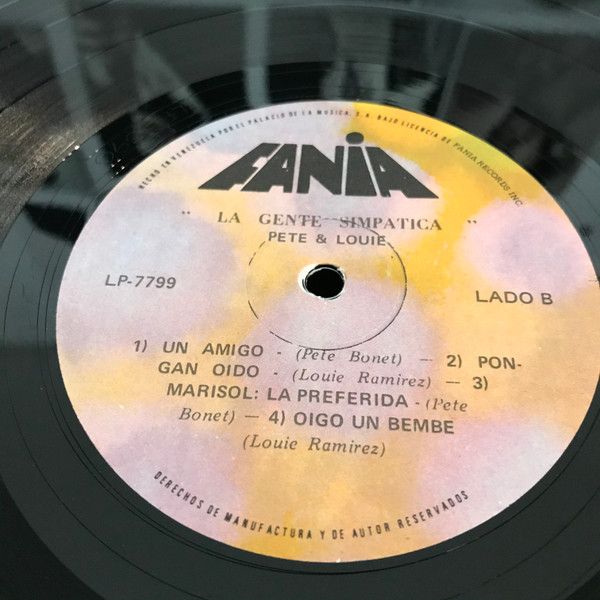 HECHO EN VENEZUELA POR EL PALACIO DE LA MUSICA, S. A. BAJO LICENCIA DE FANIA RECORDS INC.
FANIA
" LA GENTE SIMPATICA "
PETE & LOUIE
LP-7799
LADO B
1) UN AMIGO - (Pete Bonet) — 2) PON-
GAN OIDO - (Louie Ramirez) — 3)
MARISOL: LA PREFERIDA - (Pete
Bonet) — 4) OIGO UN BEMBE
(Louie Ramirez)
DERECHOS DE MANUFACTURA Y DE AUTOR RESERVADOS